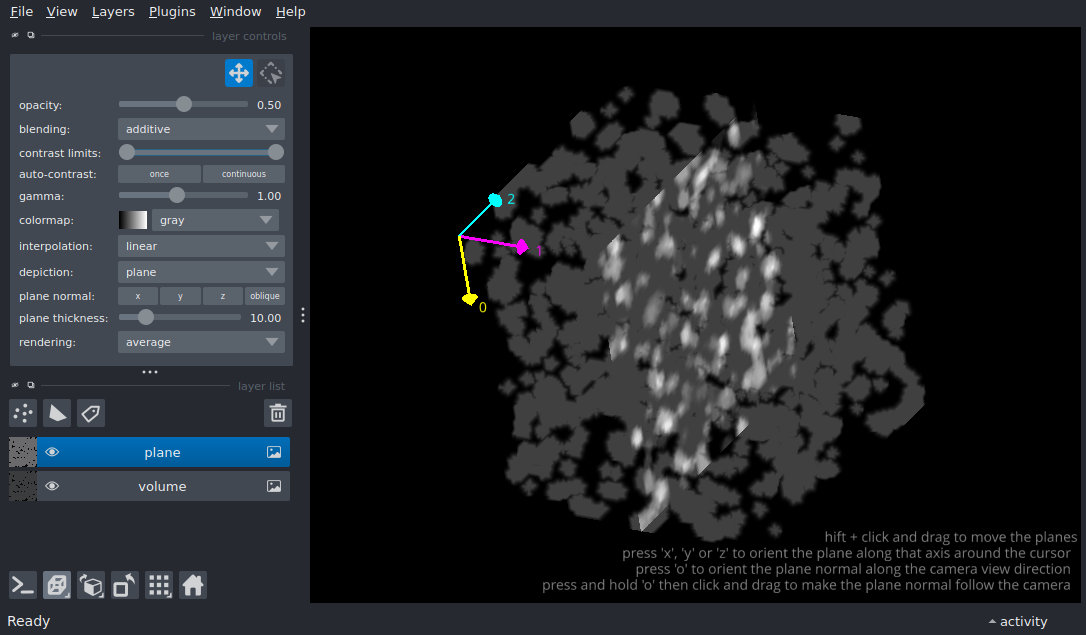 File View Layers Plugins Window Help
layer controls
opacity: 0.50
blending: additive
contrast limits:
auto-contrast: once continuous
gamma: 1.00
colormap: gray
interpolation: linear
depiction: plane
plane normal: x y z oblique
plane thickness: 10.00
rendering: average
layer list
plane
volume
2
1
0
hift + click and drag to move the planes
press 'x', 'y' or 'z' to orient the plane along that axis around the cursor
press 'o' to orient the plane normal along the camera view direction
press and hold 'o' then click and drag to make the plane normal follow the camera
Ready activity